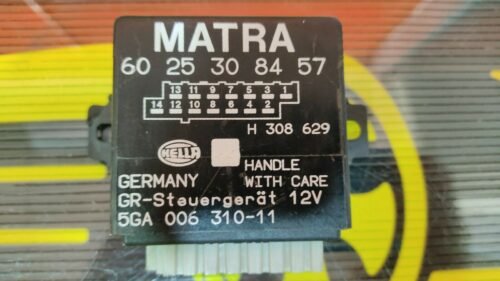 MATRA
60 25 30 84 57
13 11 9 7 5 3 1
14 12 10 8 6 4 2
H 308 629
HELLA
HANDLE
GERMANY WITH CARE
GR-Steuergerät 12V
5GA 006 310-11